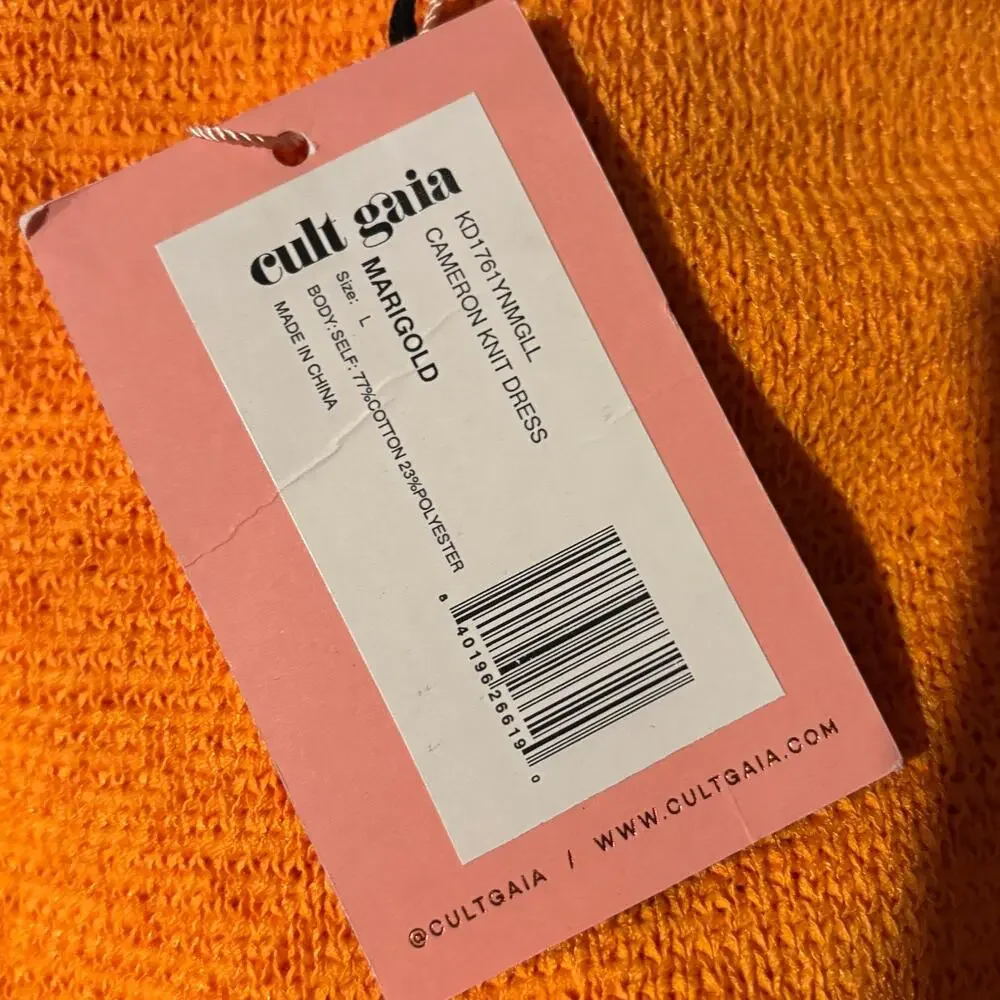 cult gaia
KD1761YNMGLL
CAMERON KNIT DRESS
MARIGOLD
Size: L
BODY:SELF: 77%COTTON 23%POLYESTER
MADE IN CHINA
8 40196 26619 0
@CULTGAIA / WWW.CULTGAIA.COM